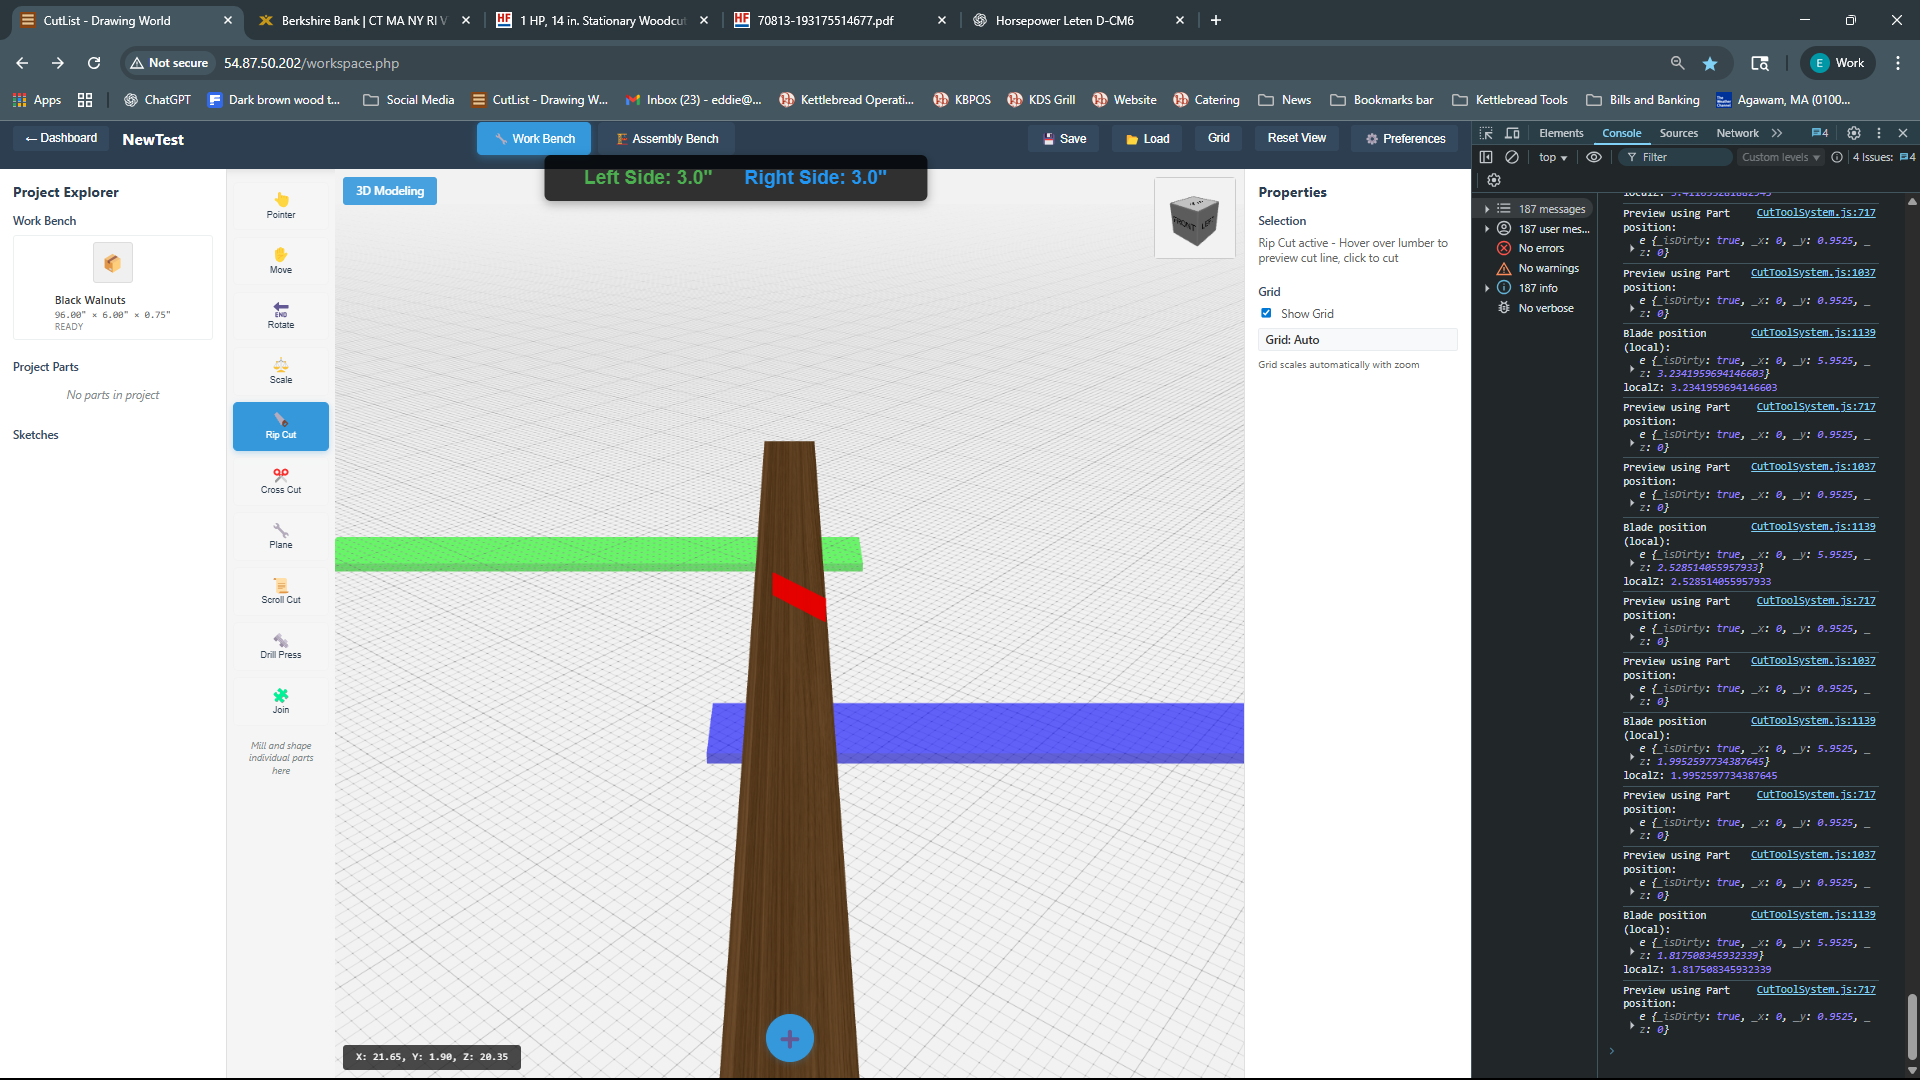 CutList - Drawing World
Berkshire Bank | CT MA NY RI V
1 HP, 14 in. Stationary Woodcu
70813-193175514677.pdf
Horsepower Leten D-CM6
Not secure
54.87.50.202/workspace.php
E Work
Apps
ChatGPT
Dark brown wood t...
Social Media
CutList - Drawing W...
Inbox (23) - eddie@...
Kettlebread Operati...
KBPOS
KDS Grill
Website
Catering
News
Bookmarks bar
Kettlebread Tools
Bills and Banking
Agawam, MA (0100...
← Dashboard
NewTest
Work Bench
Assembly Bench
Save
Load
Grid
Reset View
Preferences
Left Side: 3.0"
Right Side: 3.0"
Project Explorer
Work Bench
Black Walnuts
96.00" × 6.00" × 0.75"
READY
Project Parts
No parts in project
Sketches
Pointer
Move
END
Rotate
Scale
Rip Cut
Cross Cut
Plane
Scroll Cut
Drill Press
Join
Mill and shape
individual parts
here
3D Modeling
FRONT
LEFT
X: 21.65, Y: 1.90, Z: 20.35
Properties
Selection
Rip Cut active - Hover over lumber to
preview cut line, click to cut
Grid
Show Grid
Grid: Auto
Grid scales automatically with zoom
Elements
Console
Sources
Network
4
top
Filter
Custom levels
4 Issues:
4
187 messages
187 user mes...
No errors
No warnings
187 info
No verbose
Preview using Part CutToolSystem.js:717
position:
e {_isDirty: true, _x: 0, _y: 0.9525, _
z: 0}
Preview using Part CutToolSystem.js:1037
position:
e {_isDirty: true, _x: 0, _y: 0.9525, _
z: 0}
Blade position CutToolSystem.js:1139
(local):
e {_isDirty: true, _x: 0, _y: 5.9525, _
z: 3.2341959694146603}
localZ: 3.2341959694146603
Preview using Part CutToolSystem.js:717
position:
e {_isDirty: true, _x: 0, _y: 0.9525, _
z: 0}
Preview using Part CutToolSystem.js:1037
position:
e {_isDirty: true, _x: 0, _y: 0.9525, _
z: 0}
Blade position CutToolSystem.js:1139
(local):
e {_isDirty: true, _x: 0, _y: 5.9525, _
z: 2.528514055957933}
localZ: 2.528514055957933
Preview using Part CutToolSystem.js:717
position:
e {_isDirty: true, _x: 0, _y: 0.9525, _
z: 0}
Preview using Part CutToolSystem.js:1037
position:
e {_isDirty: true, _x: 0, _y: 0.9525, _
z: 0}
Blade position CutToolSystem.js:1139
(local):
e {_isDirty: true, _x: 0, _y: 5.9525, _
z: 1.9952597734387645}
localZ: 1.9952597734387645
Preview using Part CutToolSystem.js:717
position:
e {_isDirty: true, _x: 0, _y: 0.9525, _
z: 0}
Preview using Part CutToolSystem.js:1037
position:
e {_isDirty: true, _x: 0, _y: 0.9525, _
z: 0}
Blade position CutToolSystem.js:1139
(local):
e {_isDirty: true, _x: 0, _y: 5.9525, _
z: 1.817508345932339}
localZ: 1.817508345932339
Preview using Part CutToolSystem.js:717
position:
e {_isDirty: true, _x: 0, _y: 0.9525, _
z: 0}